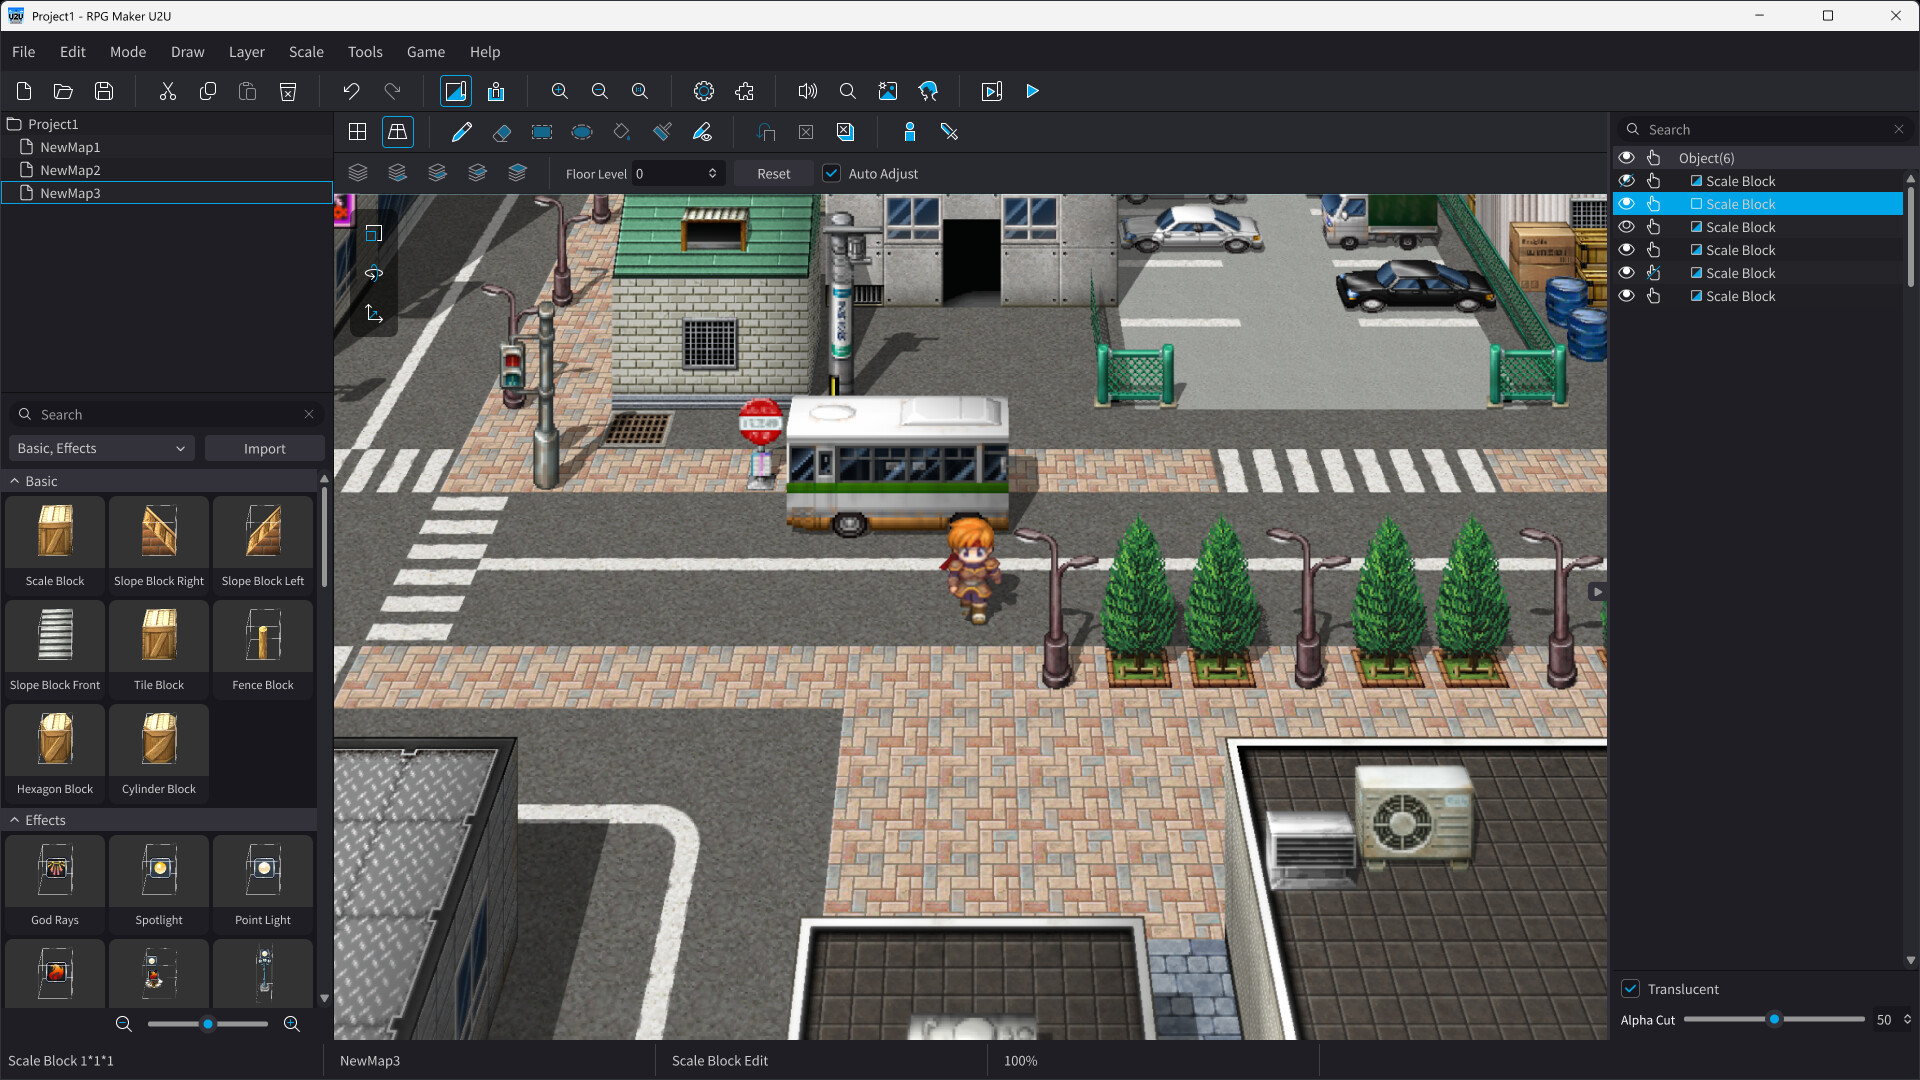 Project1 - RPG Maker U2U
File Edit Mode Draw Layer Scale Tools Game Help
Project1
NewMap1
NewMap2
NewMap3
Floor Level 0 Reset Auto Adjust
Search
Object(6)
Scale Block
Scale Block
Scale Block
Scale Block
Scale Block
Scale Block
Search
Basic, Effects Import
Basic
Scale Block Slope Block Right Slope Block Left
Slope Block Front Tile Block Fence Block
Hexagon Block Cylinder Block
Effects
God Rays Spotlight Point Light
Translucent
Alpha Cut 50
Scale Block 1*1*1 NewMap3 Scale Block Edit 100%